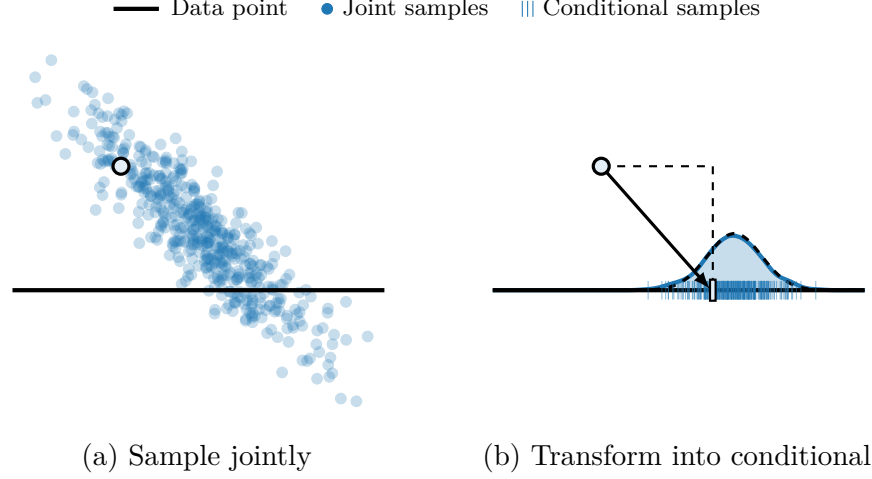 Data point Joint samples Conditional samples
(a) Sample jointly (b) Transform into conditional